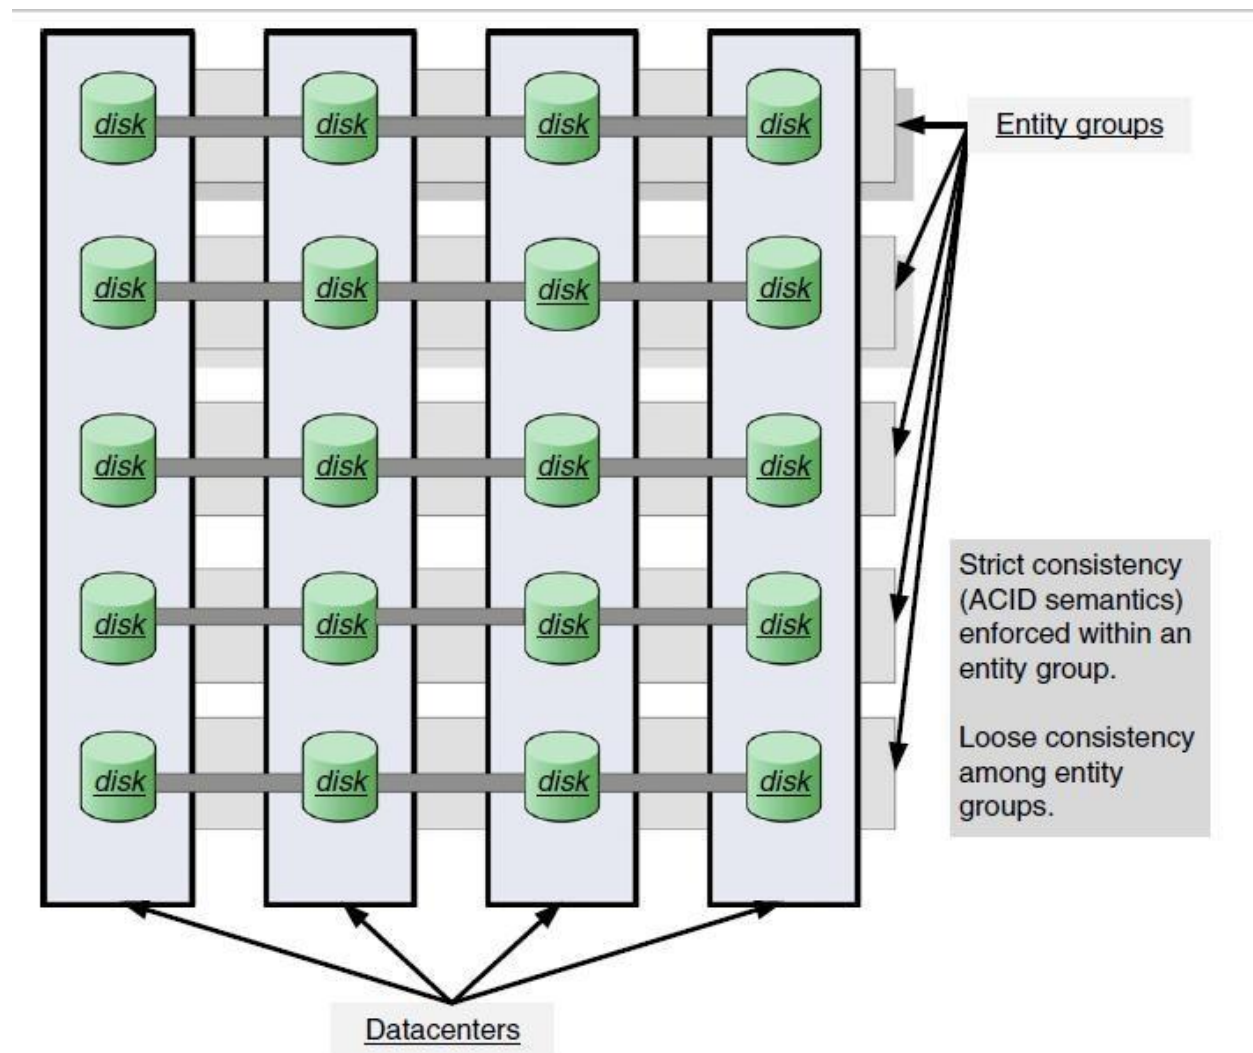 disk disk disk disk
Entity groups
disk disk disk disk
disk disk disk disk
Strict consistency
(ACID semantics)
enforced within an
entity group.
Loose consistency
among entity
groups.
disk disk disk disk
disk disk disk disk
Datacenters